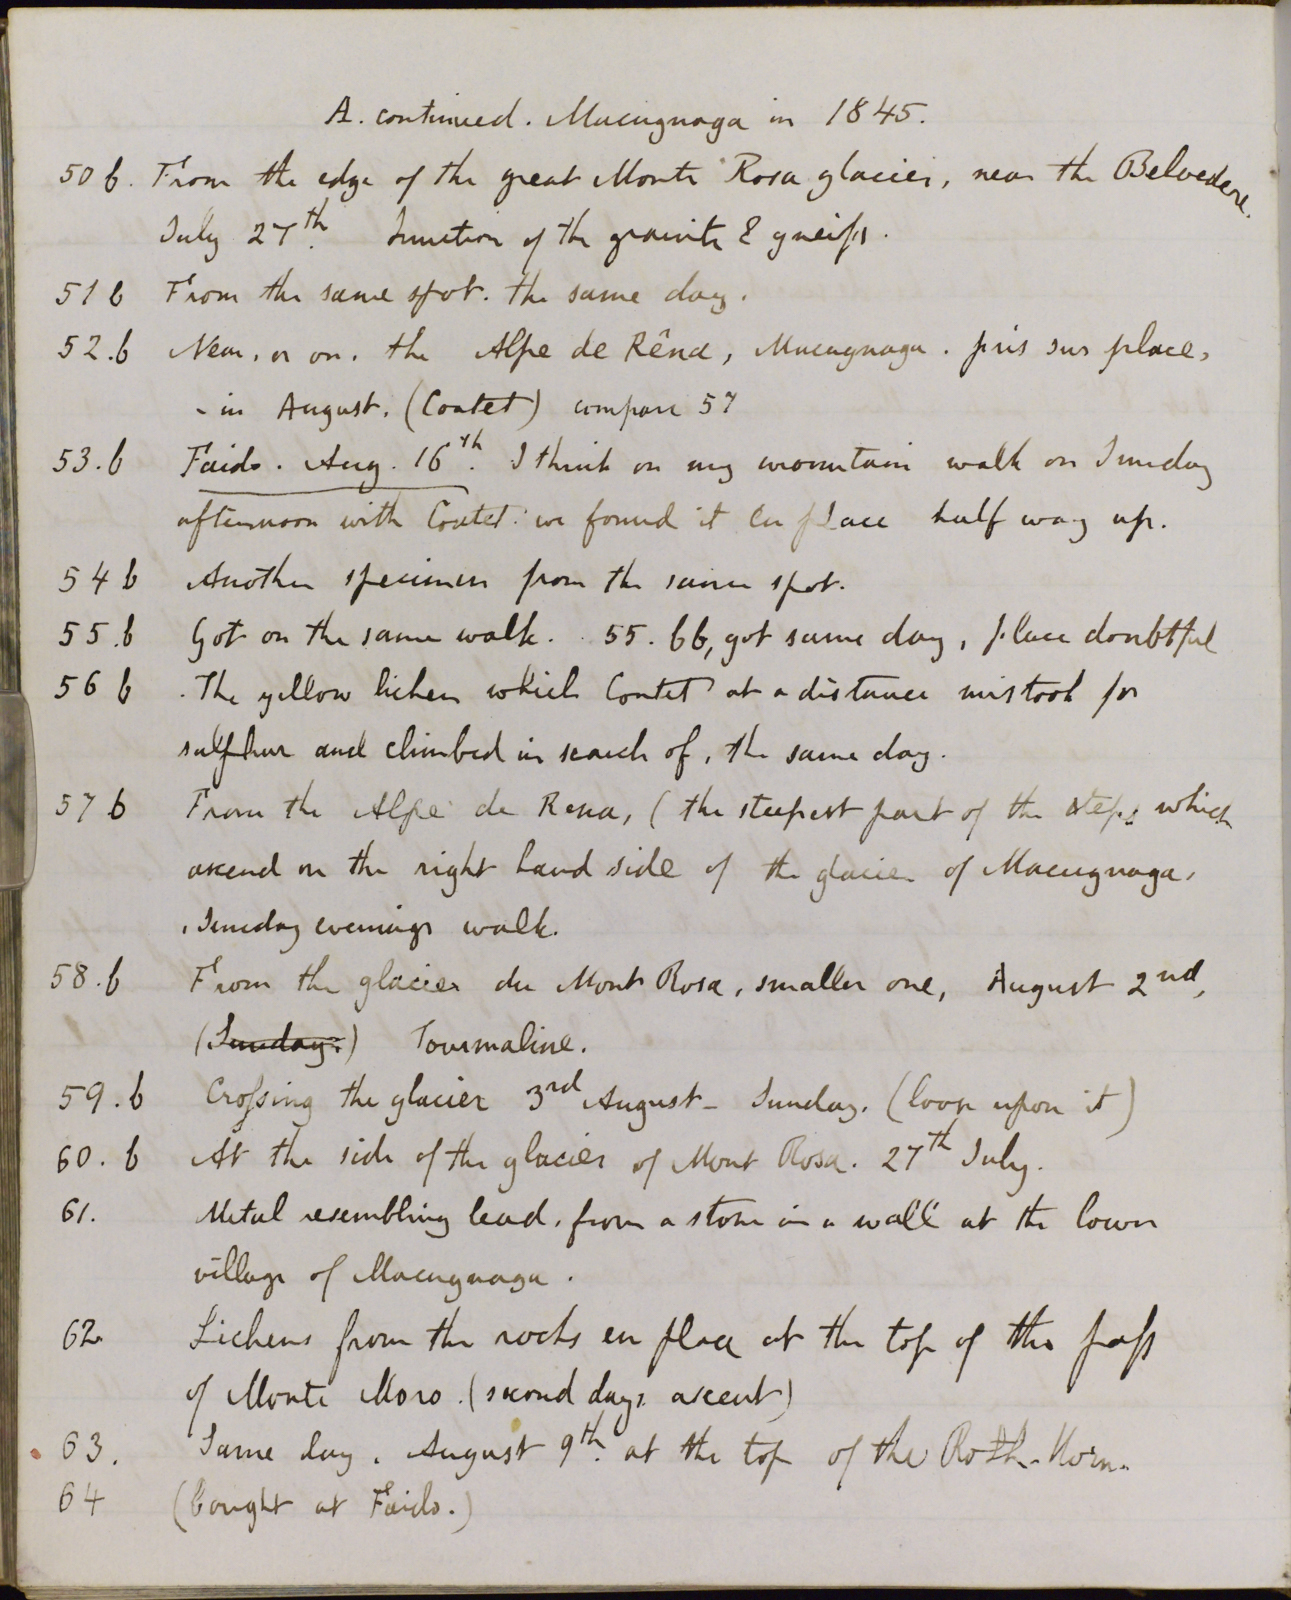 A. continued. Macugnaga in 1845.
50 b. From the edge of the great Monte Rosa glacier, near the Belvedere.
July 27th. Junction of the granite & gneiss.
51 b From the same spot. the same day.
52. b Near, or on, the Alpe de Rêna, Macugnaga. pris sur place,
- in August. (Coutet) compare 57
53. b Faido. Aug. 16th. I think on my mountain walk on Sunday
afternoon with Coutet: we found it en place half way up.
54 b Another specimen from the same spot.
55. b Got on the same walk. 55. bb, got same day, place doubtful
56 b The yellow lichen which Coutet at a distance mistook for
sulphur and climbed in search of, the same day.
57 b From the Alpe de Rena, (the steepest part of the steps which
ascend on the right hand side of the glacier of Macugnaga,
Sunday evenings walk.
58. b From the glacier du Mont Rosa, smaller one, August 2nd,
(Sunday.) Tourmaline.
59. b Crossing the glacier 3rd August - Sunday. (loose upon it)
60. b At the side of the glacier of Mont Rosa. 27th July.
61. Metal resembling lead, from a stone in a wall at the lower
village of Macugnaga.
62 Lichens from the rocks en place at the top of the pass
of Monte Moro. (second days ascent)
63. Same day. August 9th. at the top of the Roth-Horn.
64 (Bought at Faido.)